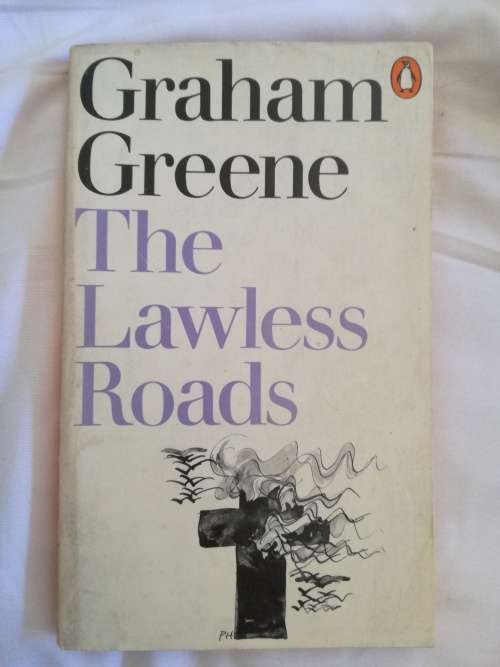 Graham
Greene
The
Lawless
Roads
PH